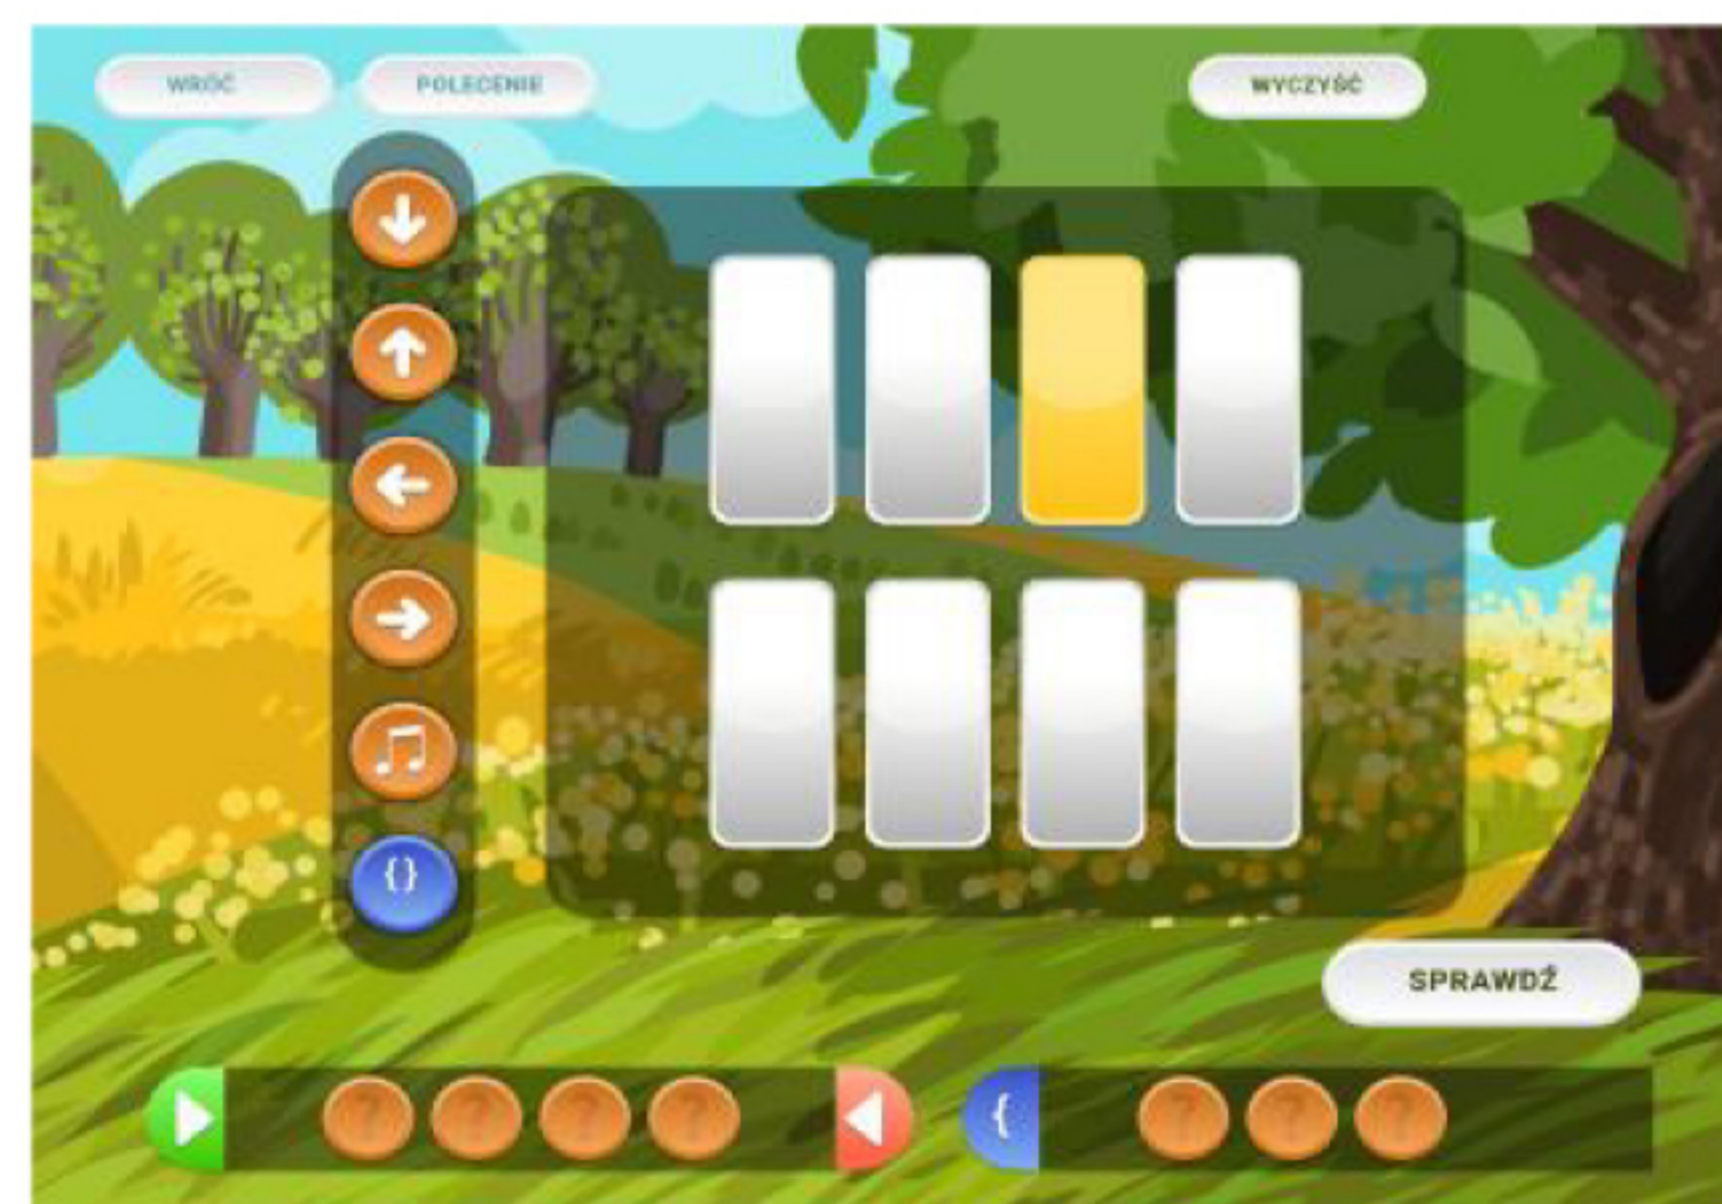 WRÓĆ
POLECENIE
WYCZYŚĆ
{}
SPRAWDŹ
? ? ? ?
{
? ? ?